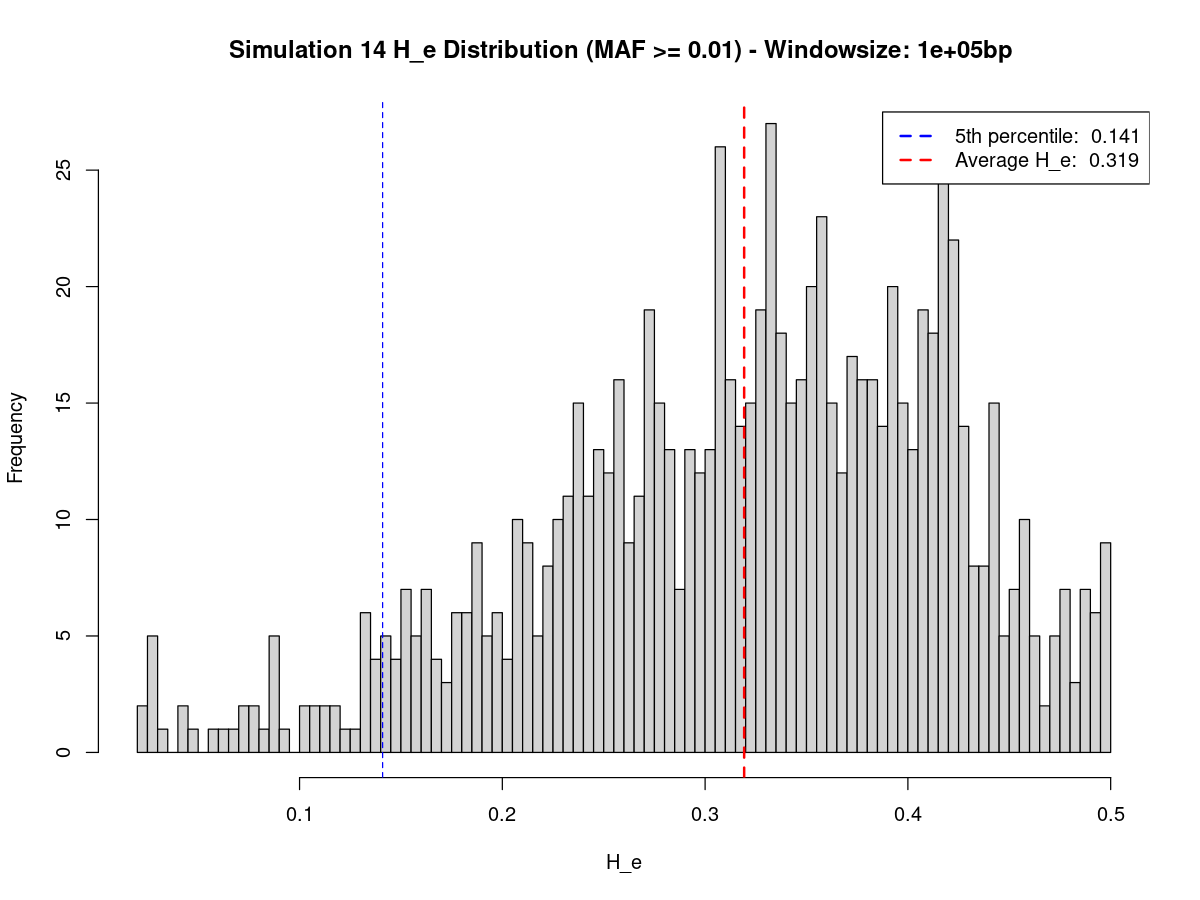 Simulation 14 H_e Distribution (MAF >= 0.01) - Windowsize: 1e+05bp
5th percentile:  0.141
Average H_e:  0.319
Frequency
25
20
15
10
5
0
0.1 0.2 0.3 0.4 0.5
H_e